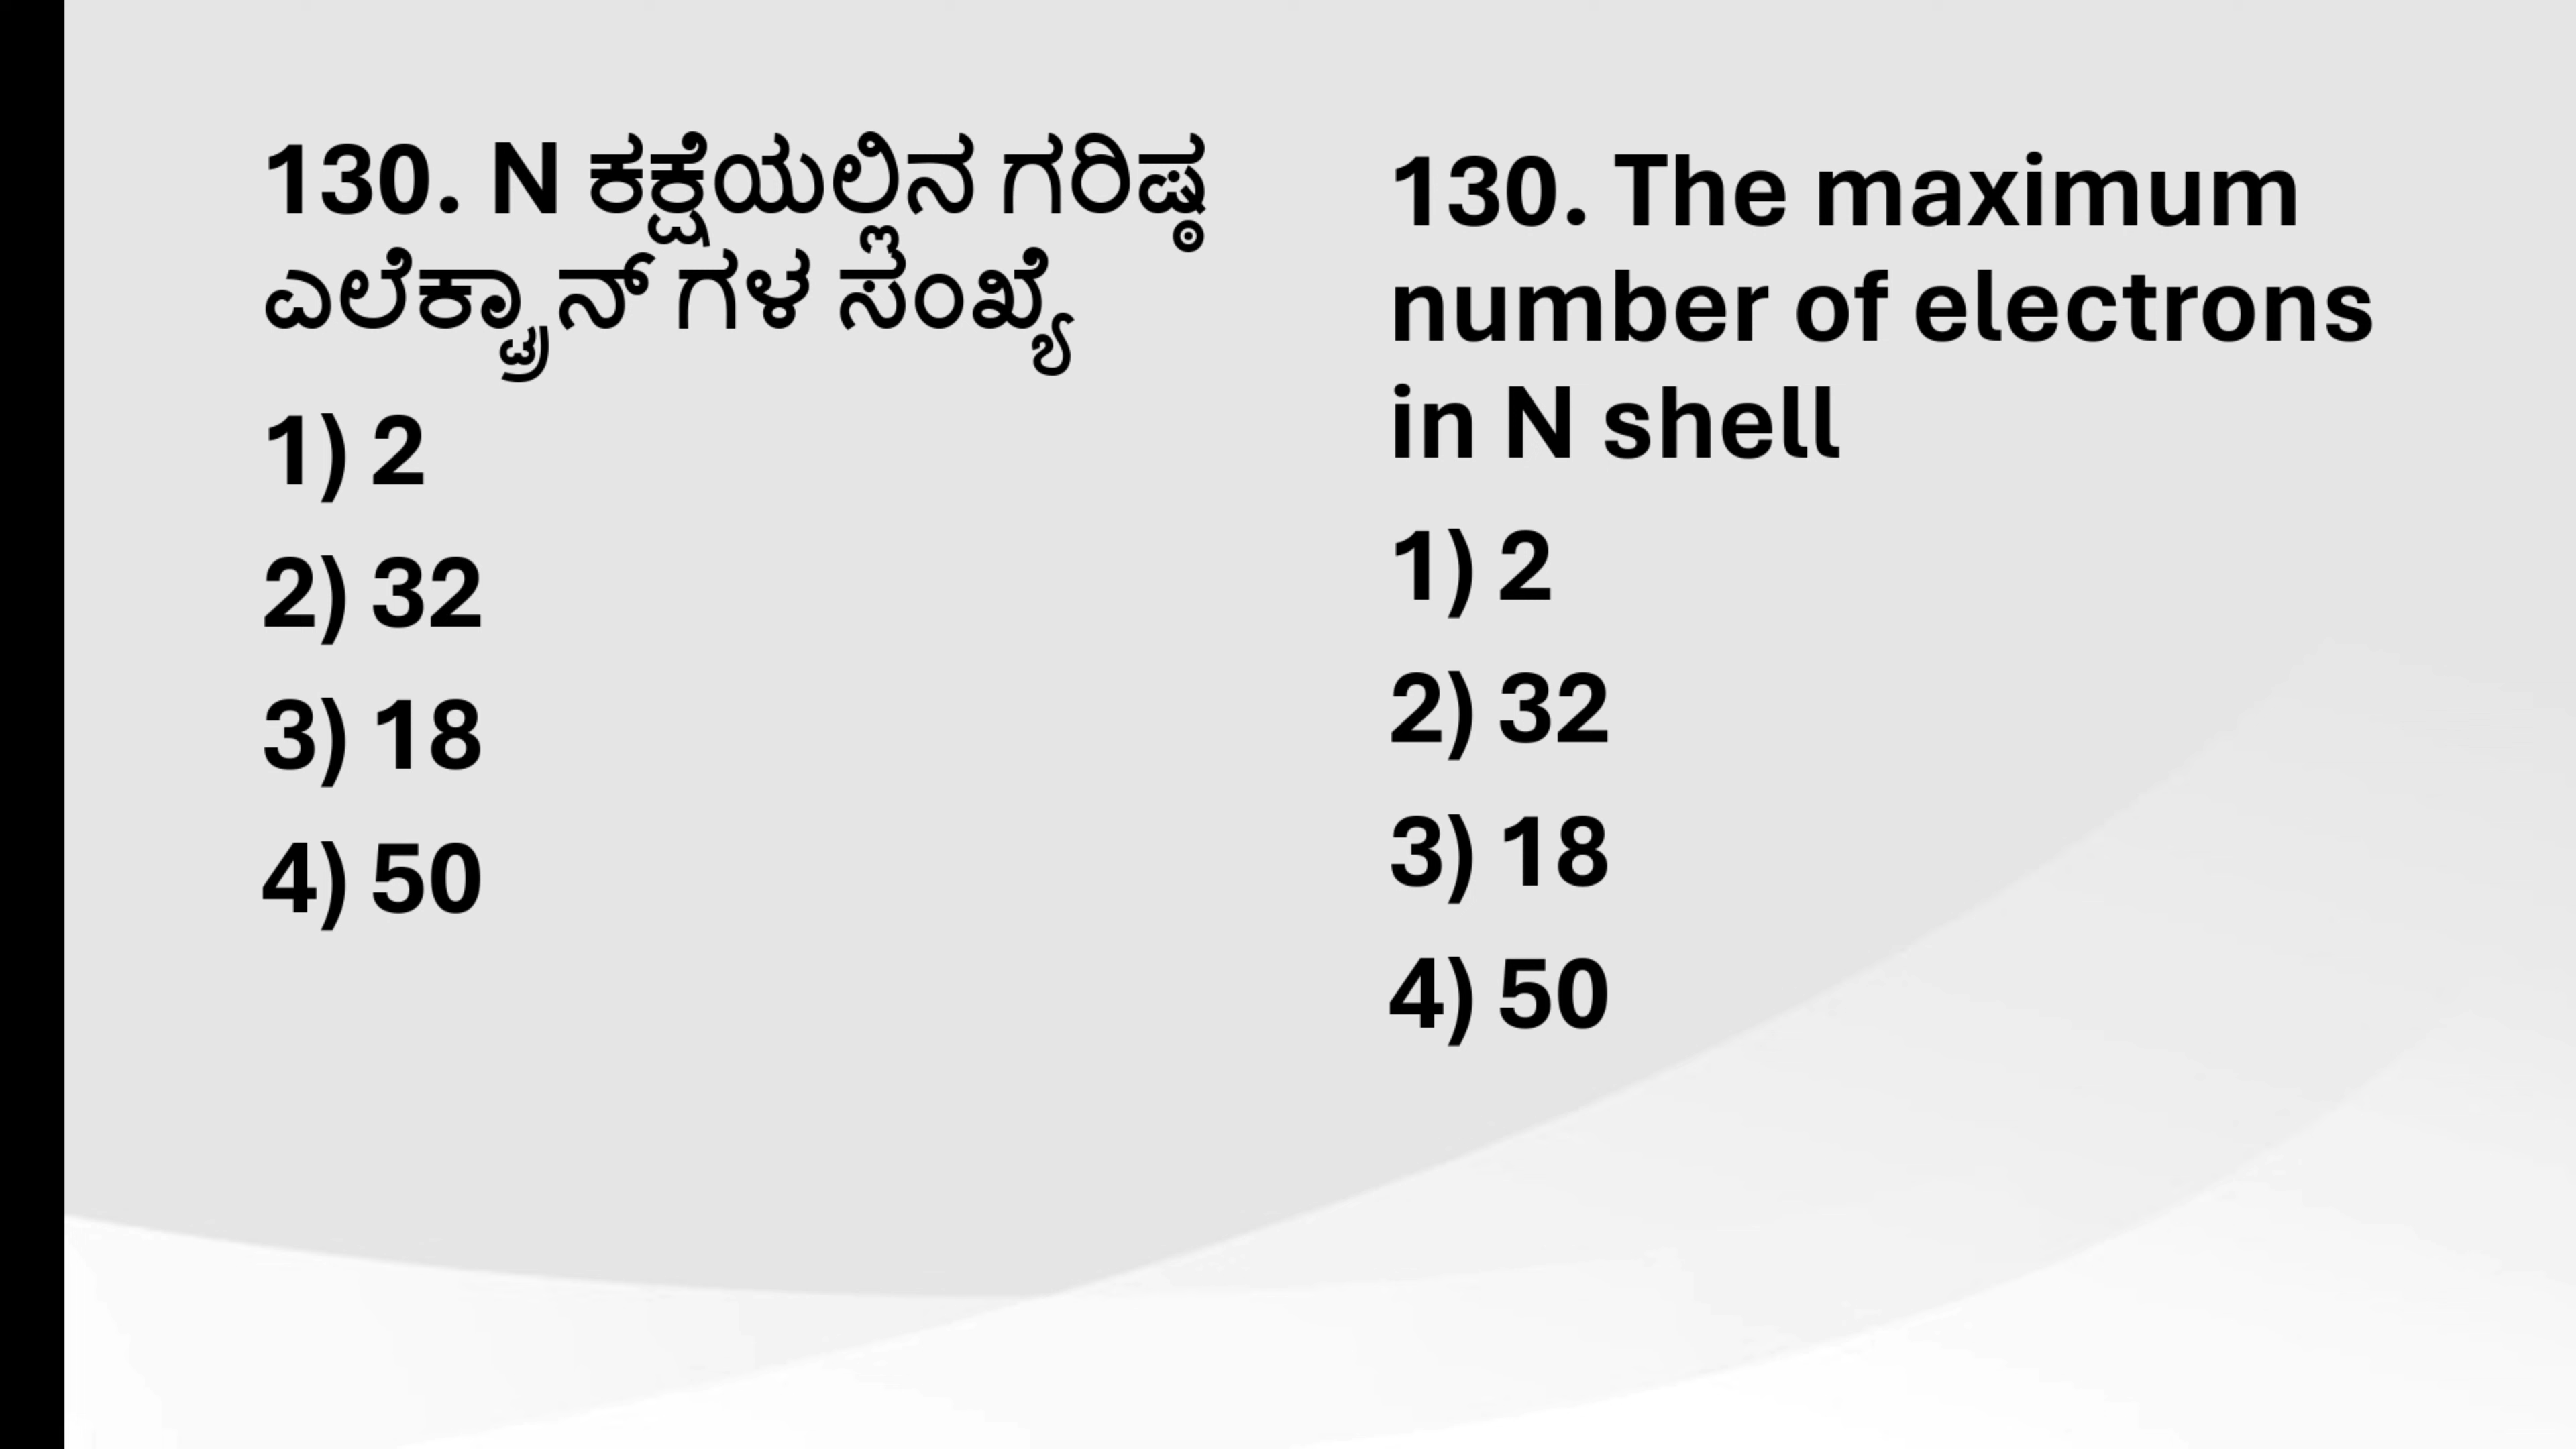 130. N ಕಕ್ಷೆಯಲ್ಲಿನ ಗರಿಷ್ಠ
ಎಲೆಕ್ಟ್ರಾನ್ ಗಳ ಸಂಖ್ಯೆ
1) 2
2) 32
3) 18
4) 50
130. The maximum
number of electrons
in N shell
1) 2
2) 32
3) 18
4) 50